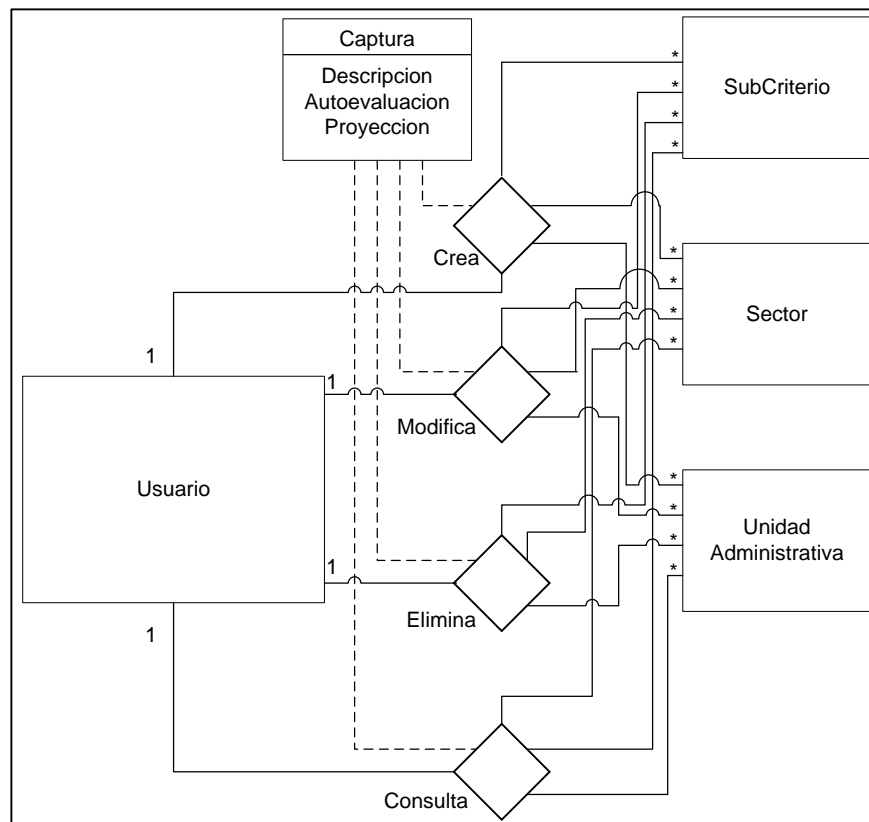 Captura
Descripcion
Autoevaluacion
Proyeccion
*
*
*
*
SubCriterio
Crea
*
*
*
*
Sector
1
1
Modifica
Usuario
*
*
*
*
Unidad
Administrativa
1
Elimina
1
Consulta